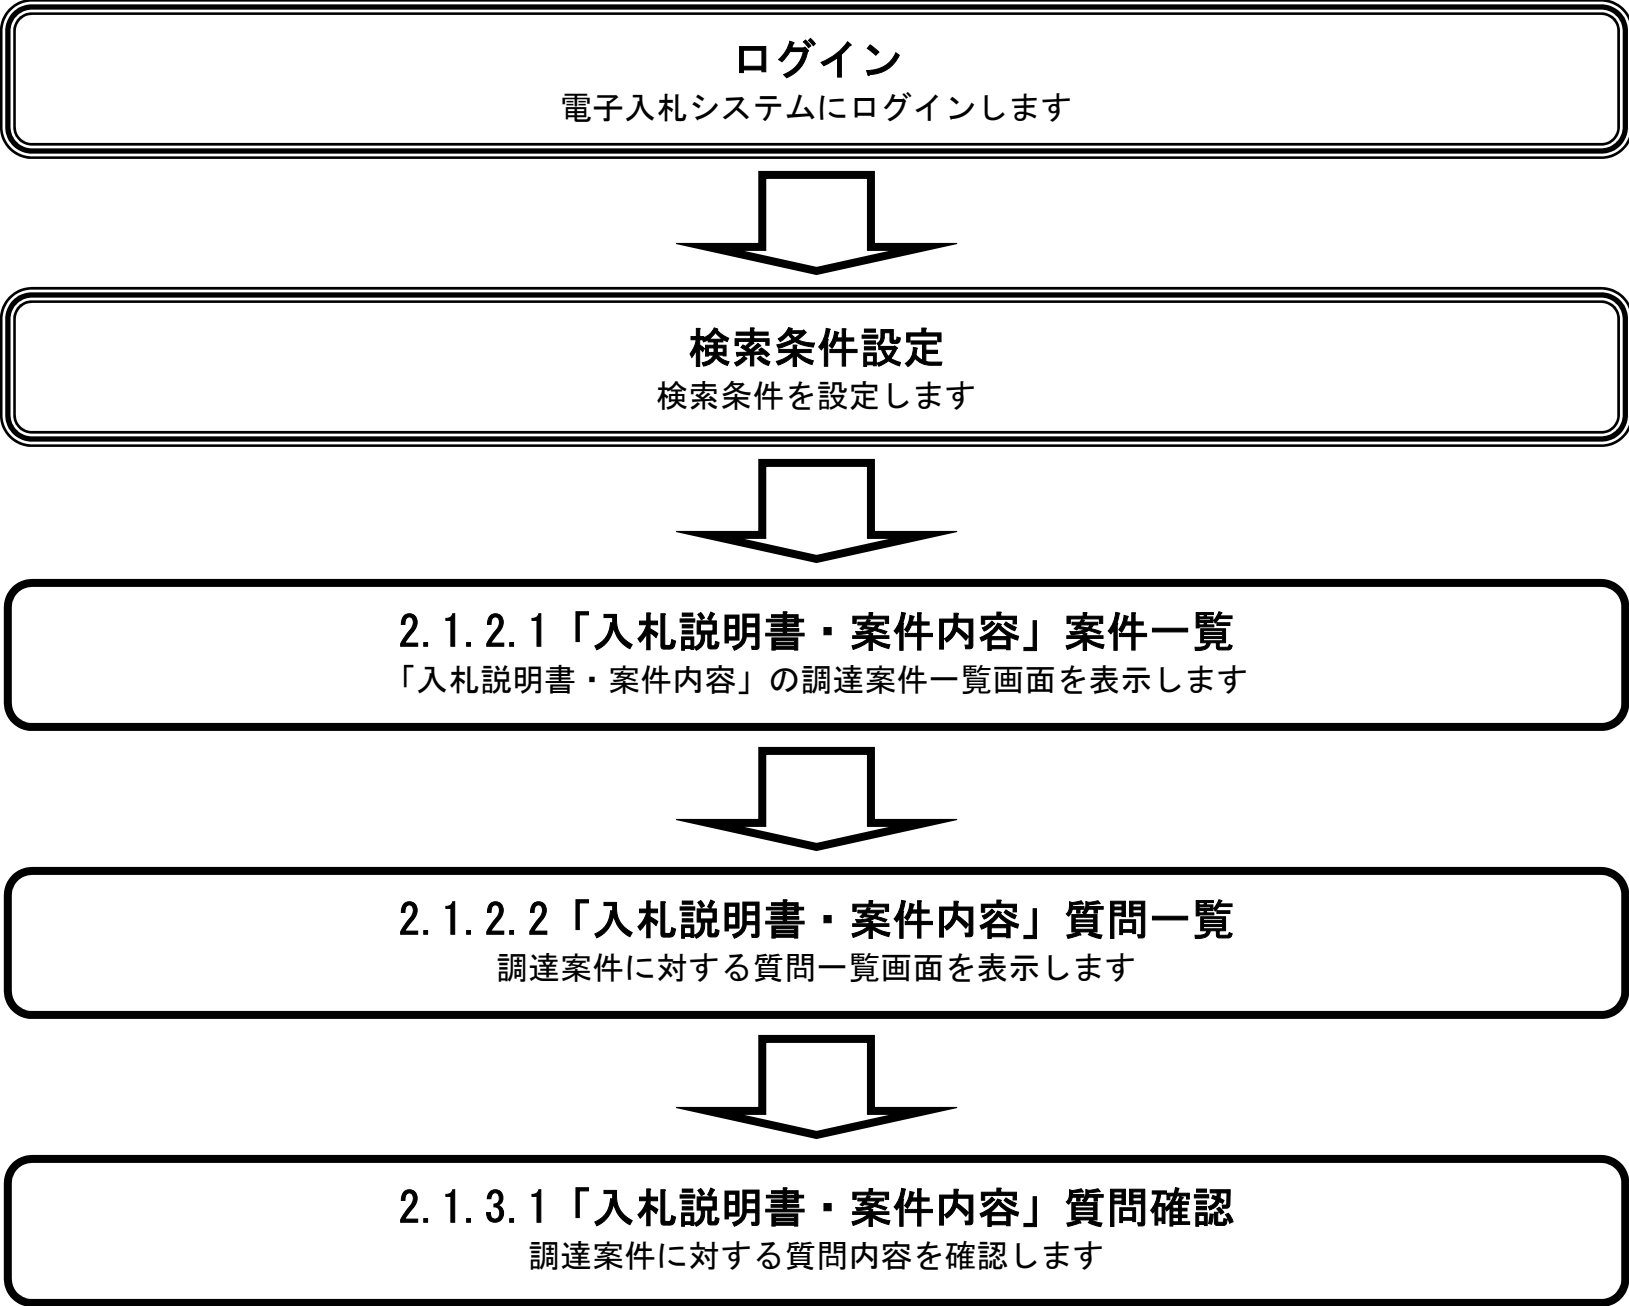 ログイン
電子入札システムにログインします
検索条件設定
検索条件を設定します
2.1.2.1「入札説明書・案件内容」案件一覧
「入札説明書・案件内容」の調達案件一覧画面を表示します
2.1.2.2「入札説明書・案件内容」質問一覧
調達案件に対する質問一覧画面を表示します
2.1.3.1「入札説明書・案件内容」質問確認
調達案件に対する質問内容を確認します